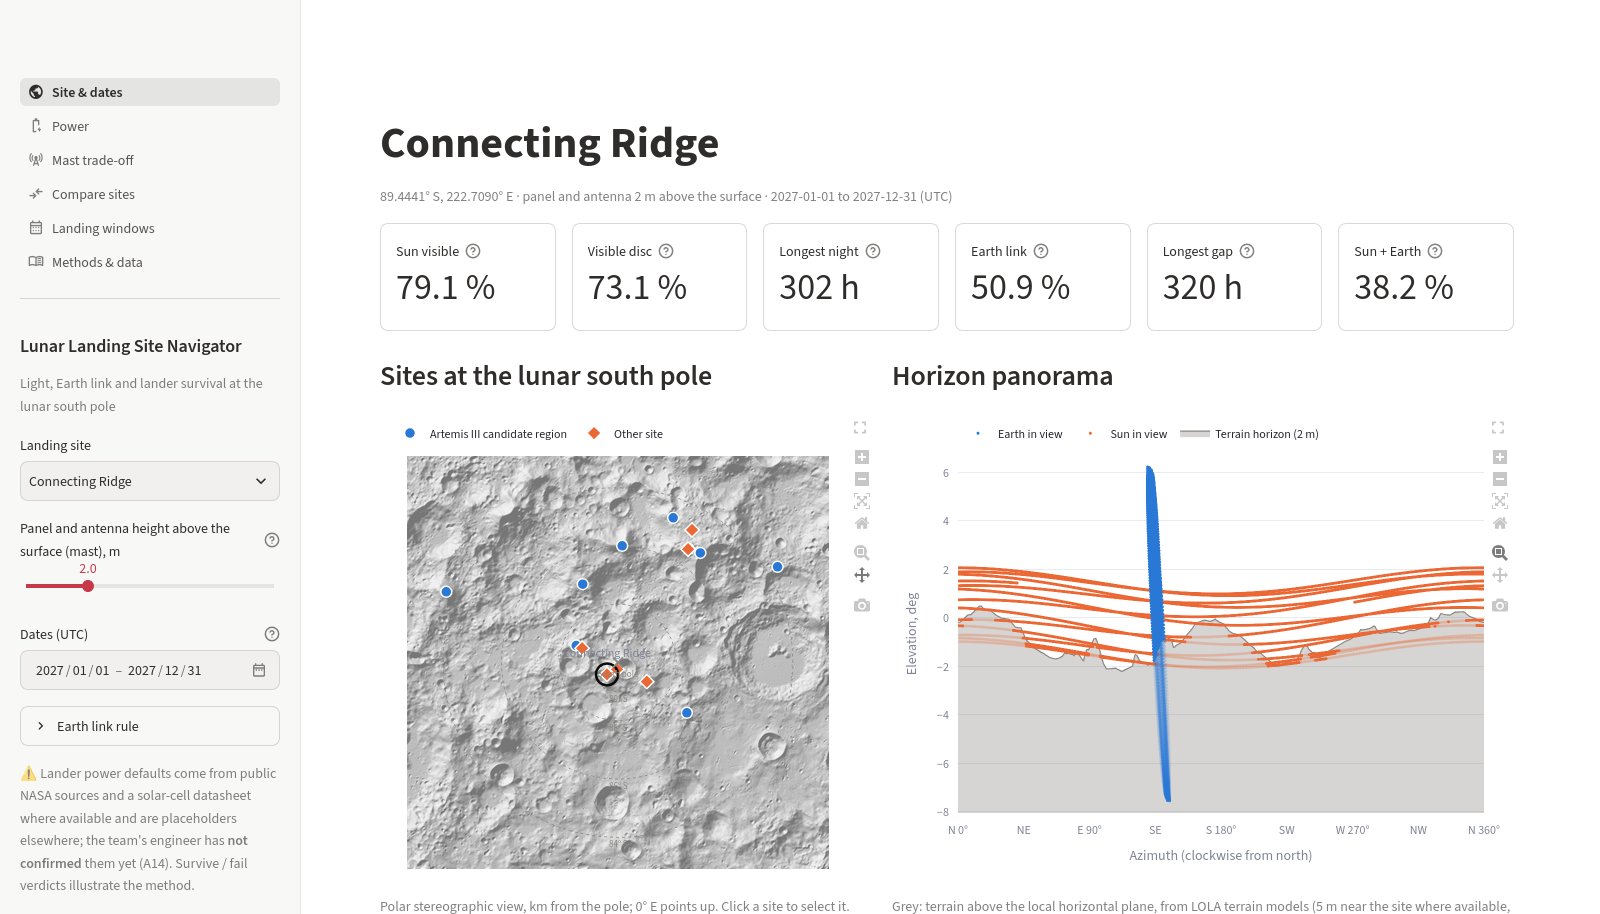 Site & dates
Power
Mast trade-off
Compare sites
Landing windows
Methods & data
Lunar Landing Site Navigator
Light, Earth link and lander survival at the
lunar south pole
Landing site
Connecting Ridge
Panel and antenna height above the
surface (mast), m
2.0
Dates (UTC)
2027 / 01 / 01 – 2027 / 12 / 31
Earth link rule
⚠️ Lander power defaults come from public
NASA sources and a solar-cell datasheet
where available and are placeholders
elsewhere; the team's engineer has not
confirmed them yet (A14). Survive / fail
verdicts illustrate the method.
Connecting Ridge
89.4441° S, 222.7090° E · panel and antenna 2 m above the surface · 2027-01-01 to 2027-12-31 (UTC)
Sun visible
79.1 %
Visible disc
73.1 %
Longest night
302 h
Earth link
50.9 %
Longest gap
320 h
Sun + Earth
38.2 %
Sites at the lunar south pole
Artemis III candidate region
Other site
Connecting Ridge
Horizon panorama
Earth in view
Sun in view
Terrain horizon (2 m)
Elevation, deg
6
4
2
0
−2
−4
−6
−8
N 0°
NE
E 90°
SE
S 180°
SW
W 270°
NW
N 360°
Azimuth (clockwise from north)
Polar stereographic view, km from the pole; 0° E points up. Click a site to select it.
Grey: terrain above the local horizontal plane, from LOLA terrain models (5 m near the site where available,